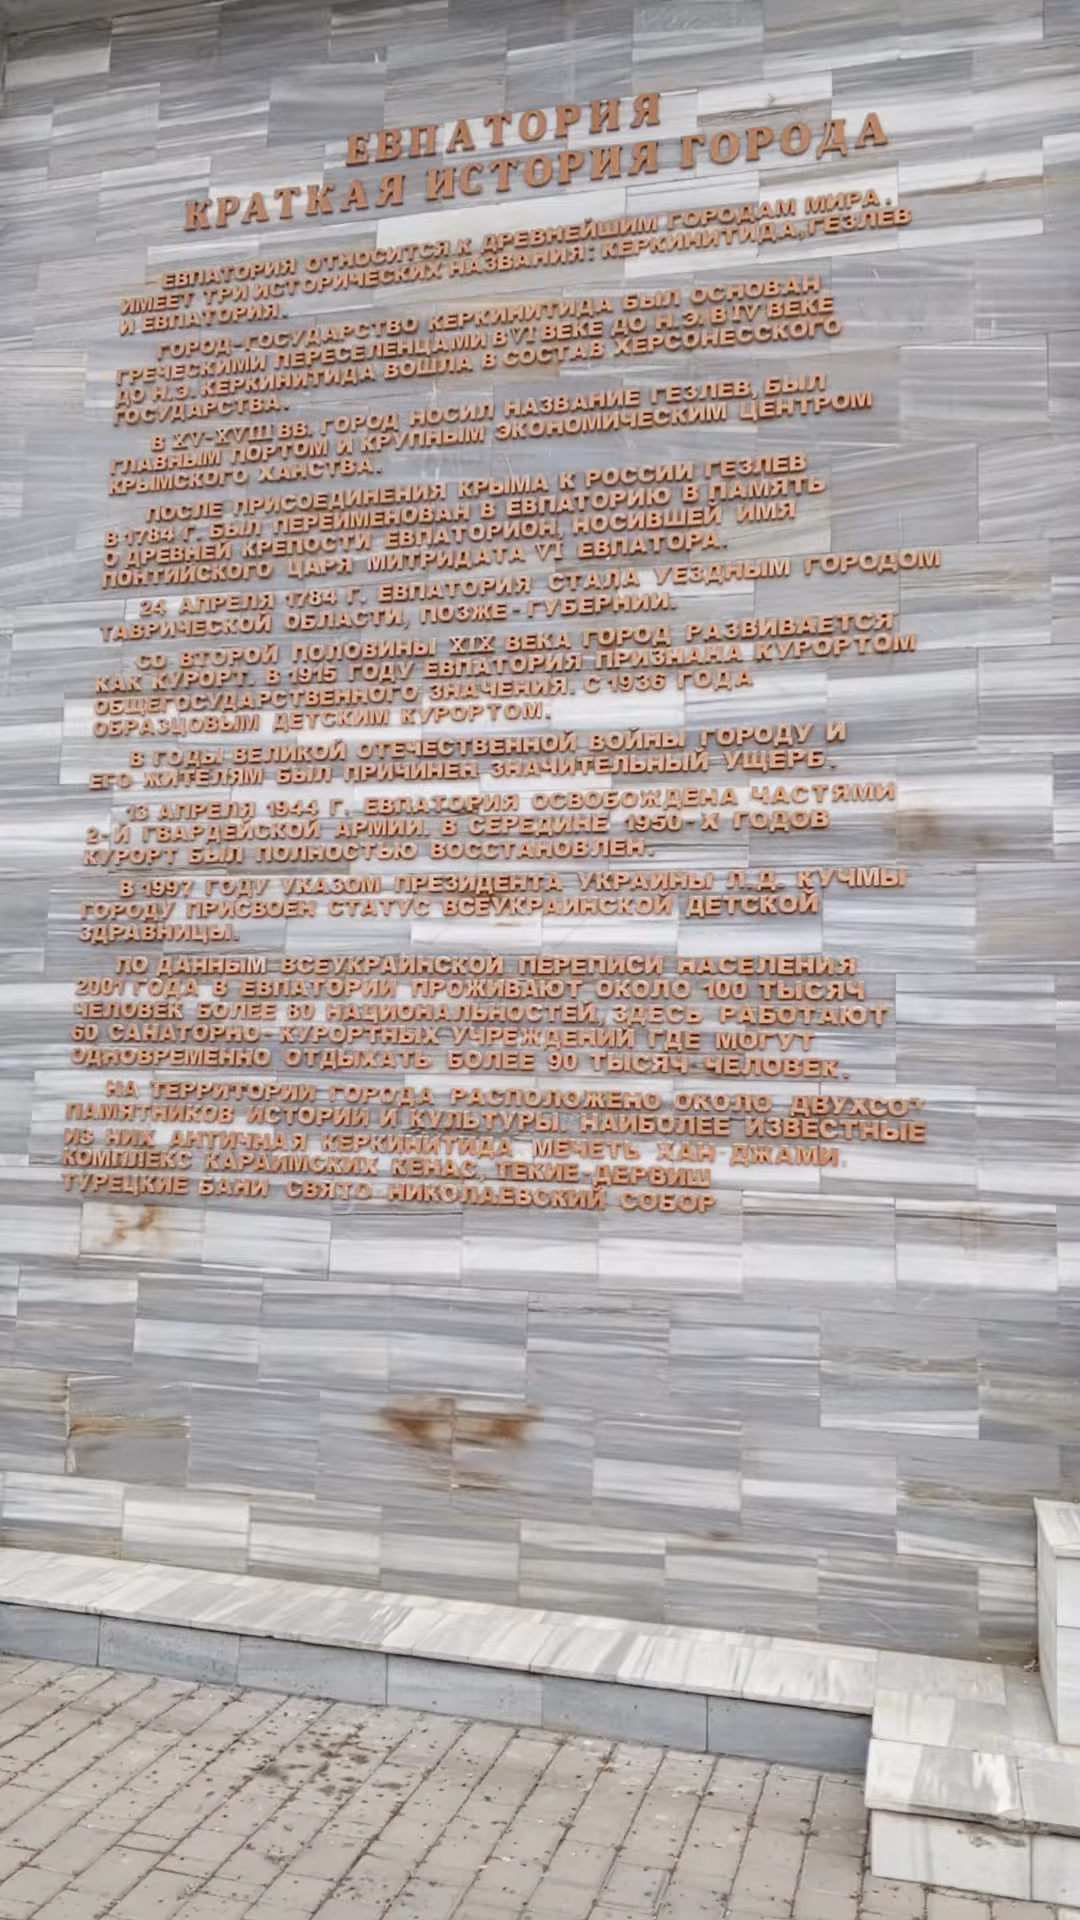 ЕВПАТОРИЯ
КРАТКАЯ ИСТОРИЯ ГОРОДА
ЕВПАТОРИЯ ОТНОСИТСЯ К ДРЕВНЕЙШИМ ГОРОДАМ МИРА.
ИМЕЕТ ТРИ ИСТОРИЧЕСКИХ НАЗВАНИЯ: КЕРКИНИТИДА, ГЕЗЛЕВ
И ЕВПАТОРИЯ.
ГОРОД-ГОСУДАРСТВО КЕРКИНИТИДА БЫЛ ОСНОВАН
ГРЕЧЕСКИМИ ПЕРЕСЕЛЕНЦАМИ В VI ВЕКЕ ДО Н.Э. В IV ВЕКЕ
ДО Н.Э. КЕРКИНИТИДА ВОШЛА В СОСТАВ ХЕРСОНЕССКОГО
ГОСУДАРСТВА.
В XV-XVIII ВВ. ГОРОД НОСИЛ НАЗВАНИЕ ГЕЗЛЕВ, БЫЛ
ГЛАВНЫМ ПОРТОМ И КРУПНЫМ ЭКОНОМИЧЕСКИМ ЦЕНТРОМ
КРЫМСКОГО ХАНСТВА.
ПОСЛЕ ПРИСОЕДИНЕНИЯ КРЫМА К РОССИИ ГЕЗЛЕВ
В 1784 Г. БЫЛ ПЕРЕИМЕНОВАН В ЕВПАТОРИЮ В ПАМЯТЬ
О ДРЕВНЕЙ КРЕПОСТИ ЕВПАТОРИОН, НОСИВШЕЙ ИМЯ
ПОНТИЙСКОГО ЦАРЯ МИТРИДАТА VI ЕВПАТОРА.
24 АПРЕЛЯ 1784 Г. ЕВПАТОРИЯ СТАЛА УЕЗДНЫМ ГОРОДОМ
ТАВРИЧЕСКОЙ ОБЛАСТИ, ПОЗЖЕ - ГУБЕРНИИ.
СО ВТОРОЙ ПОЛОВИНЫ XIX ВЕКА ГОРОД РАЗВИВАЕТСЯ
КАК КУРОРТ. В 1915 ГОДУ ЕВПАТОРИЯ ПРИЗНАНА КУРОРТОМ
ОБЩЕГОСУДАРСТВЕННОГО ЗНАЧЕНИЯ. С 1936 ГОДА
ОБРАЗЦОВЫМ ДЕТСКИМ КУРОРТОМ.
В ГОДЫ ВЕЛИКОЙ ОТЕЧЕСТВЕННОЙ ВОЙНЫ ГОРОДУ И
ЕГО ЖИТЕЛЯМ БЫЛ ПРИЧИНЕН ЗНАЧИТЕЛЬНЫЙ УЩЕРБ.
13 АПРЕЛЯ 1944 Г. ЕВПАТОРИЯ ОСВОБОЖДЕНА ЧАСТЯМИ
2-Й ГВАРДЕЙСКОЙ АРМИИ. В СЕРЕДИНЕ 1950-Х ГОДОВ
КУРОРТ БЫЛ ПОЛНОСТЬЮ ВОССТАНОВЛЕН.
В 1997 ГОДУ УКАЗОМ ПРЕЗИДЕНТА УКРАИНЫ Л.Д. КУЧМЫ
ГОРОДУ ПРИСВОЕН СТАТУС ВСЕУКРАИНСКОЙ ДЕТСКОЙ
ЗДРАВНИЦЫ.
ПО ДАННЫМ ВСЕУКРАИНСКОЙ ПЕРЕПИСИ НАСЕЛЕНИЯ
2001 ГОДА В ЕВПАТОРИИ ПРОЖИВАЮТ ОКОЛО 100 ТЫСЯЧ
ЧЕЛОВЕК БОЛЕЕ 80 НАЦИОНАЛЬНОСТЕЙ, ЗДЕСЬ РАБОТАЮТ
60 САНАТОРНО-КУРОРТНЫХ УЧРЕЖДЕНИЙ ГДЕ МОГУТ
ОДНОВРЕМЕННО ОТДЫХАТЬ БОЛЕЕ 90 ТЫСЯЧ ЧЕЛОВЕК.
НА ТЕРРИТОРИИ ГОРОДА РАСПОЛОЖЕНО ОКОЛО ДВУХСОТ
ПАМЯТНИКОВ ИСТОРИИ И КУЛЬТУРЫ. НАИБОЛЕЕ ИЗВЕСТНЫЕ
ИЗ НИХ АНТИЧНАЯ КЕРКИНИТИДА МЕЧЕТЬ ХАН-ДЖАМИ.
КОМПЛЕКС КАРАИМСКИХ КЕНАС, ТЕКИЕ-ДЕРВИШ
ТУРЕЦКИЕ БАНИ СВЯТО-НИКОЛАЕВСКИЙ СОБОР